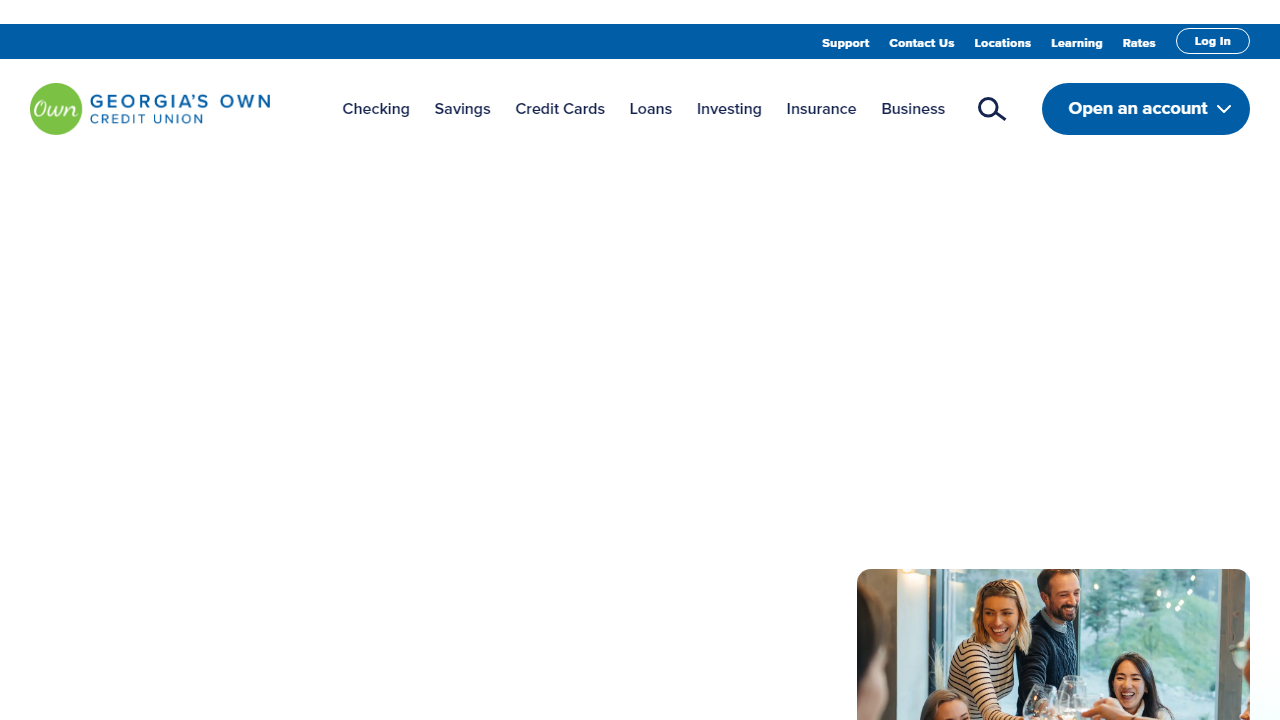 Support Contact Us Locations Learning Rates Log In
Own GEORGIA'S OWN
CREDIT UNION
Checking Savings Credit Cards Loans Investing Insurance Business Open an account